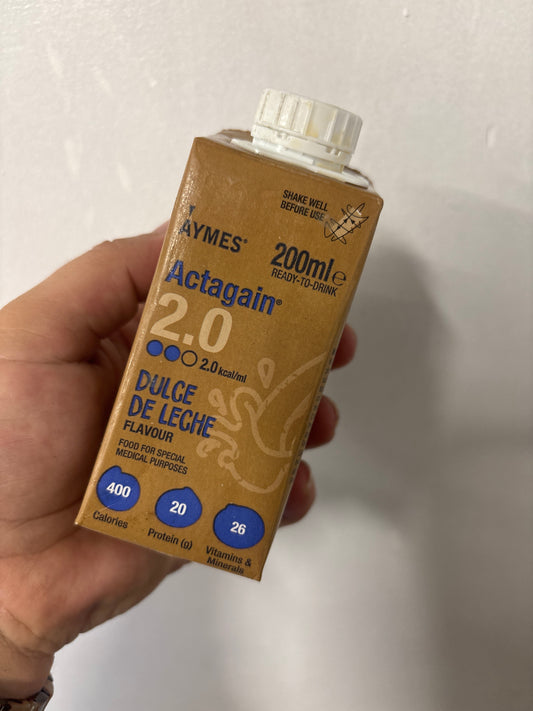 SHAKE WELL
BEFORE USE
AYMES®
200ml e
READY-TO-DRINK
Actagain®
2.0
2.0 kcal/ml
DULCE
DE LECHE
FLAVOUR
FOOD FOR SPECIAL
MEDICAL PURPOSES
400
Calories
20
Protein (g)
26
Vitamins &
Minerals